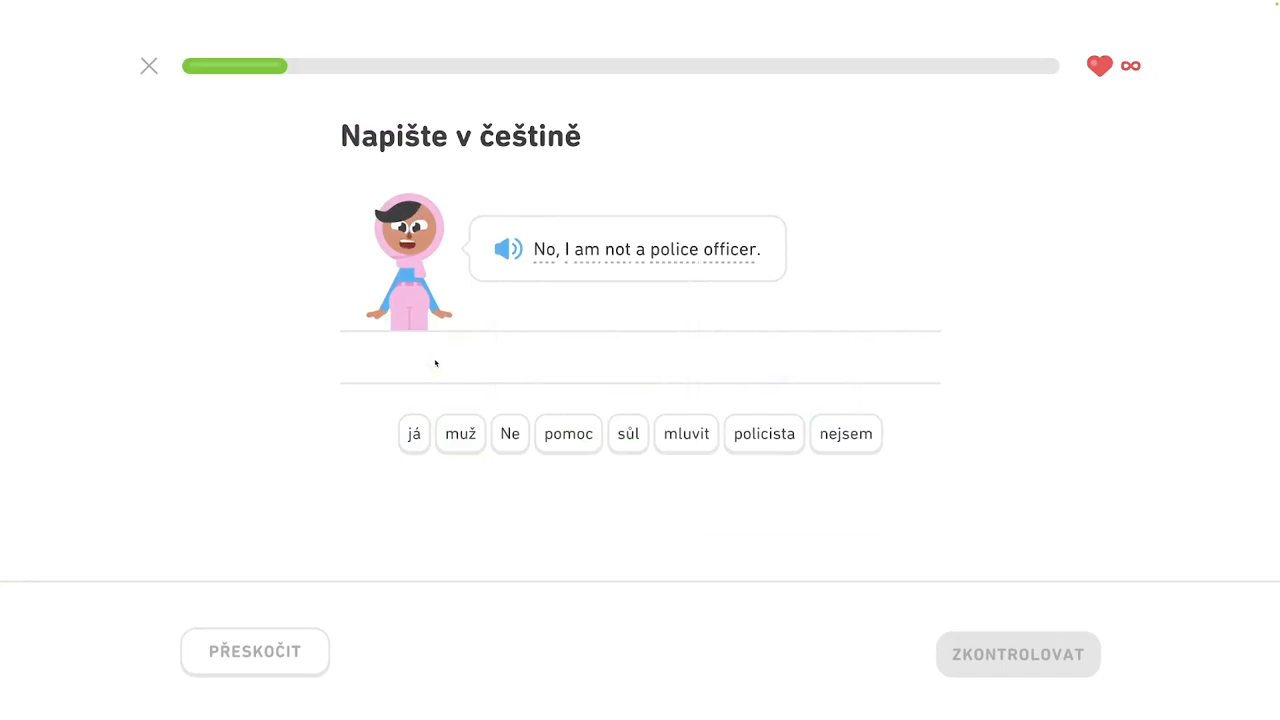 ∞
Napište v češtině
No, I am not a police officer.
já muž Ne pomoc sůl mluvit policista nejsem
PŘESKOČIT ZKONTROLOVAT